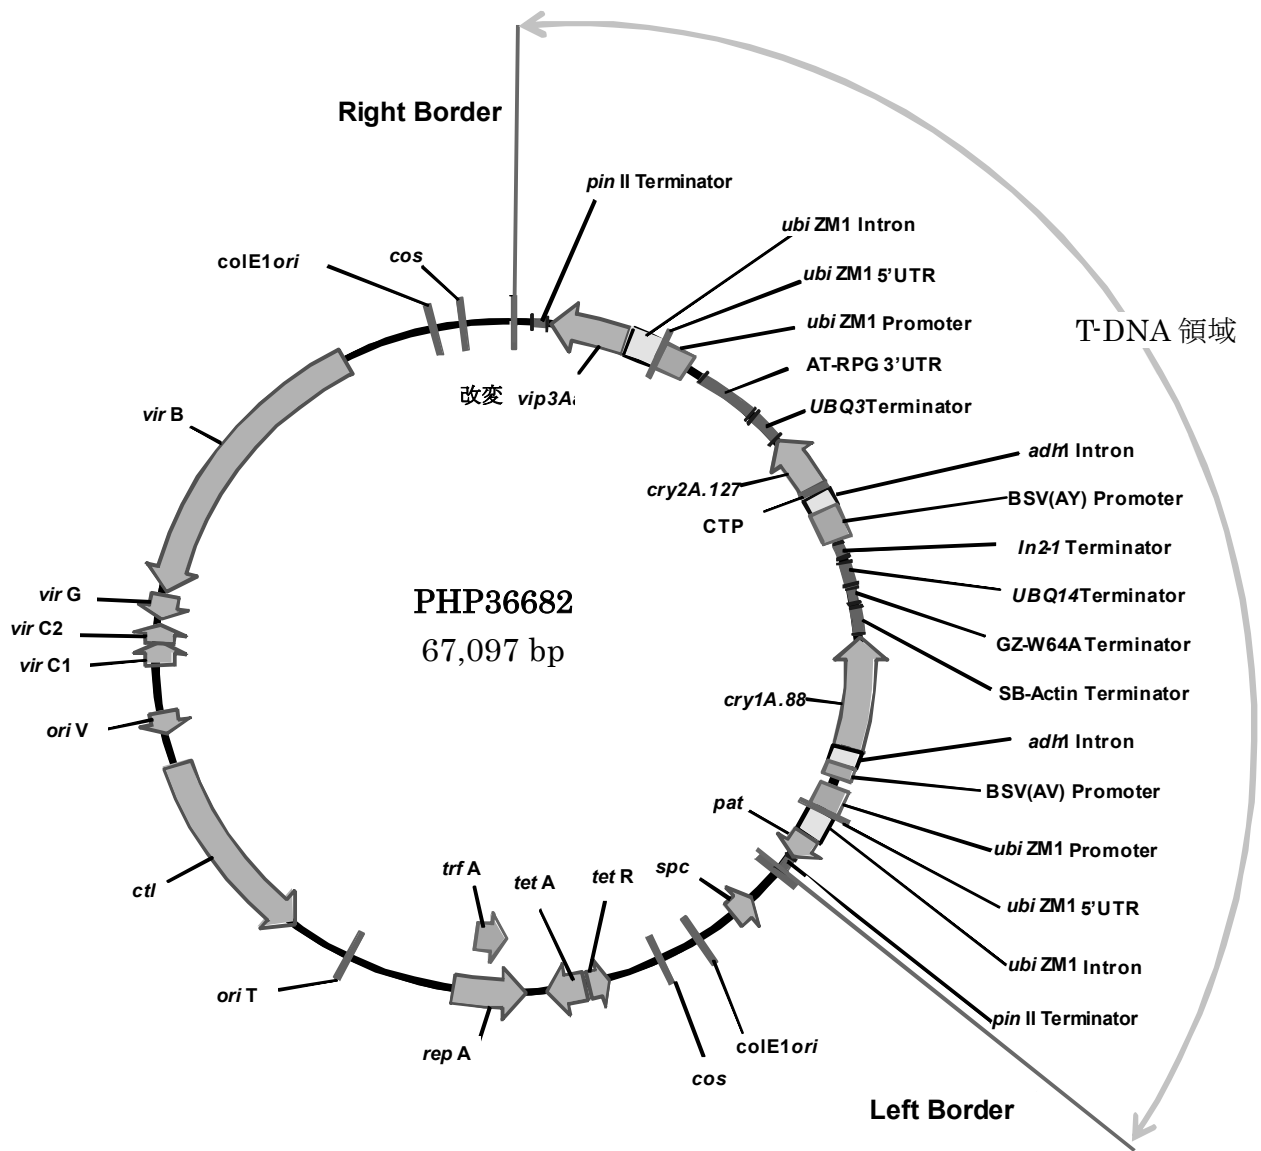 Right Border
pin II Terminator
ubi ZM1 Intron
colE1ori
cos
ubi ZM1 5’UTR
ubi ZM1 Promoter
T-DNA 領域
AT-RPG 3’UTR
改変 vip3A
UBQ3Terminator
vir B
adh1 Intron
cry2A.127
BSV(AY) Promoter
CTP
In2-1 Terminator
vir G
PHP36682
UBQ14Terminator
vir C2
67,097 bp
GZ-W64A Terminator
vir C1
SB-Actin Terminator
cry1A.88
ori V
adh1 Intron
BSV(AV) Promoter
pat
ubi ZM1 Promoter
trf A
tet A
tet R
spc
ctl
ubi ZM1 5’UTR
ubi ZM1 Intron
ori T
pin II Terminator
rep A
colE1ori
cos
Left Border